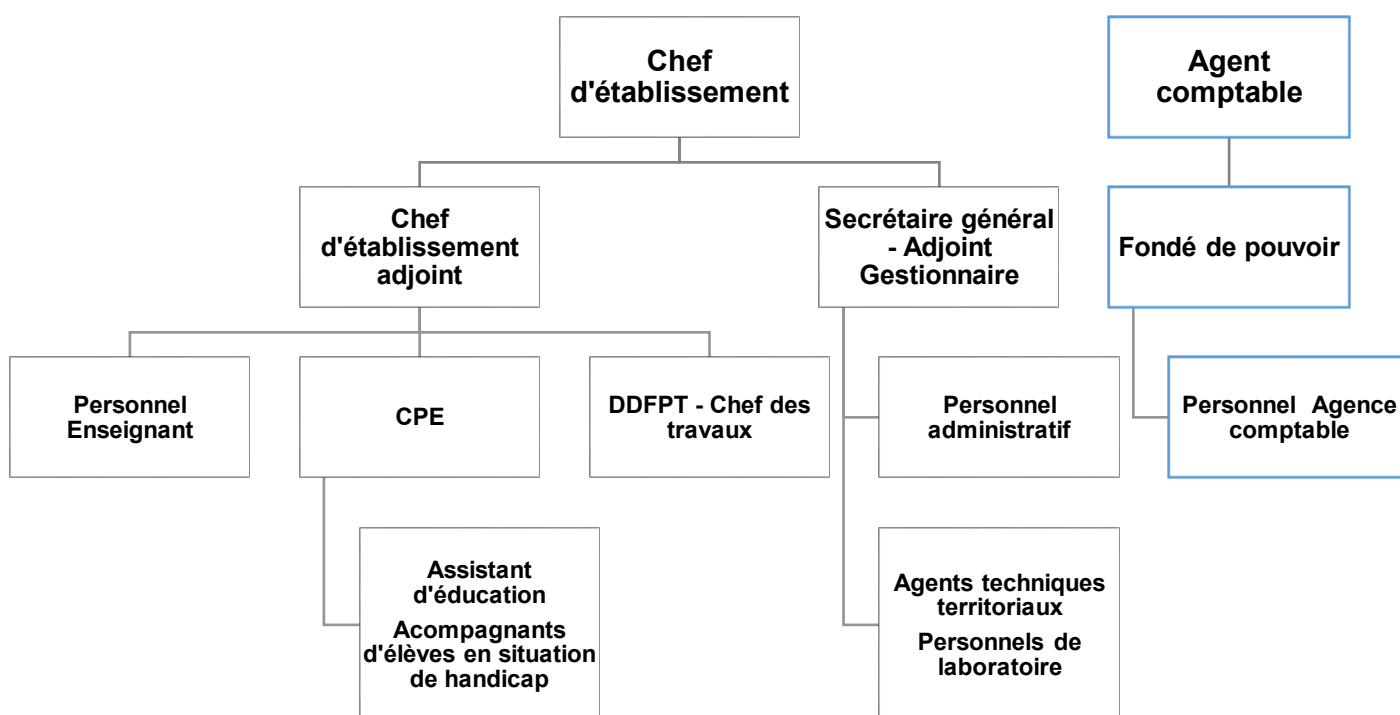 Chef
d'établissement
Agent
comptable
Chef
d'établissement
adjoint
Secrétaire général
- Adjoint
Gestionnaire
Fondé de pouvoir
Personnel
Enseignant
CPE
DDFPT - Chef des
travaux
Personnel
administratif
Personnel Agence
comptable
Assistant
d'éducation
Acompagnants
d'élèves en situation
de handicap
Agents techniques
territoriaux
Personnels de
laboratoire